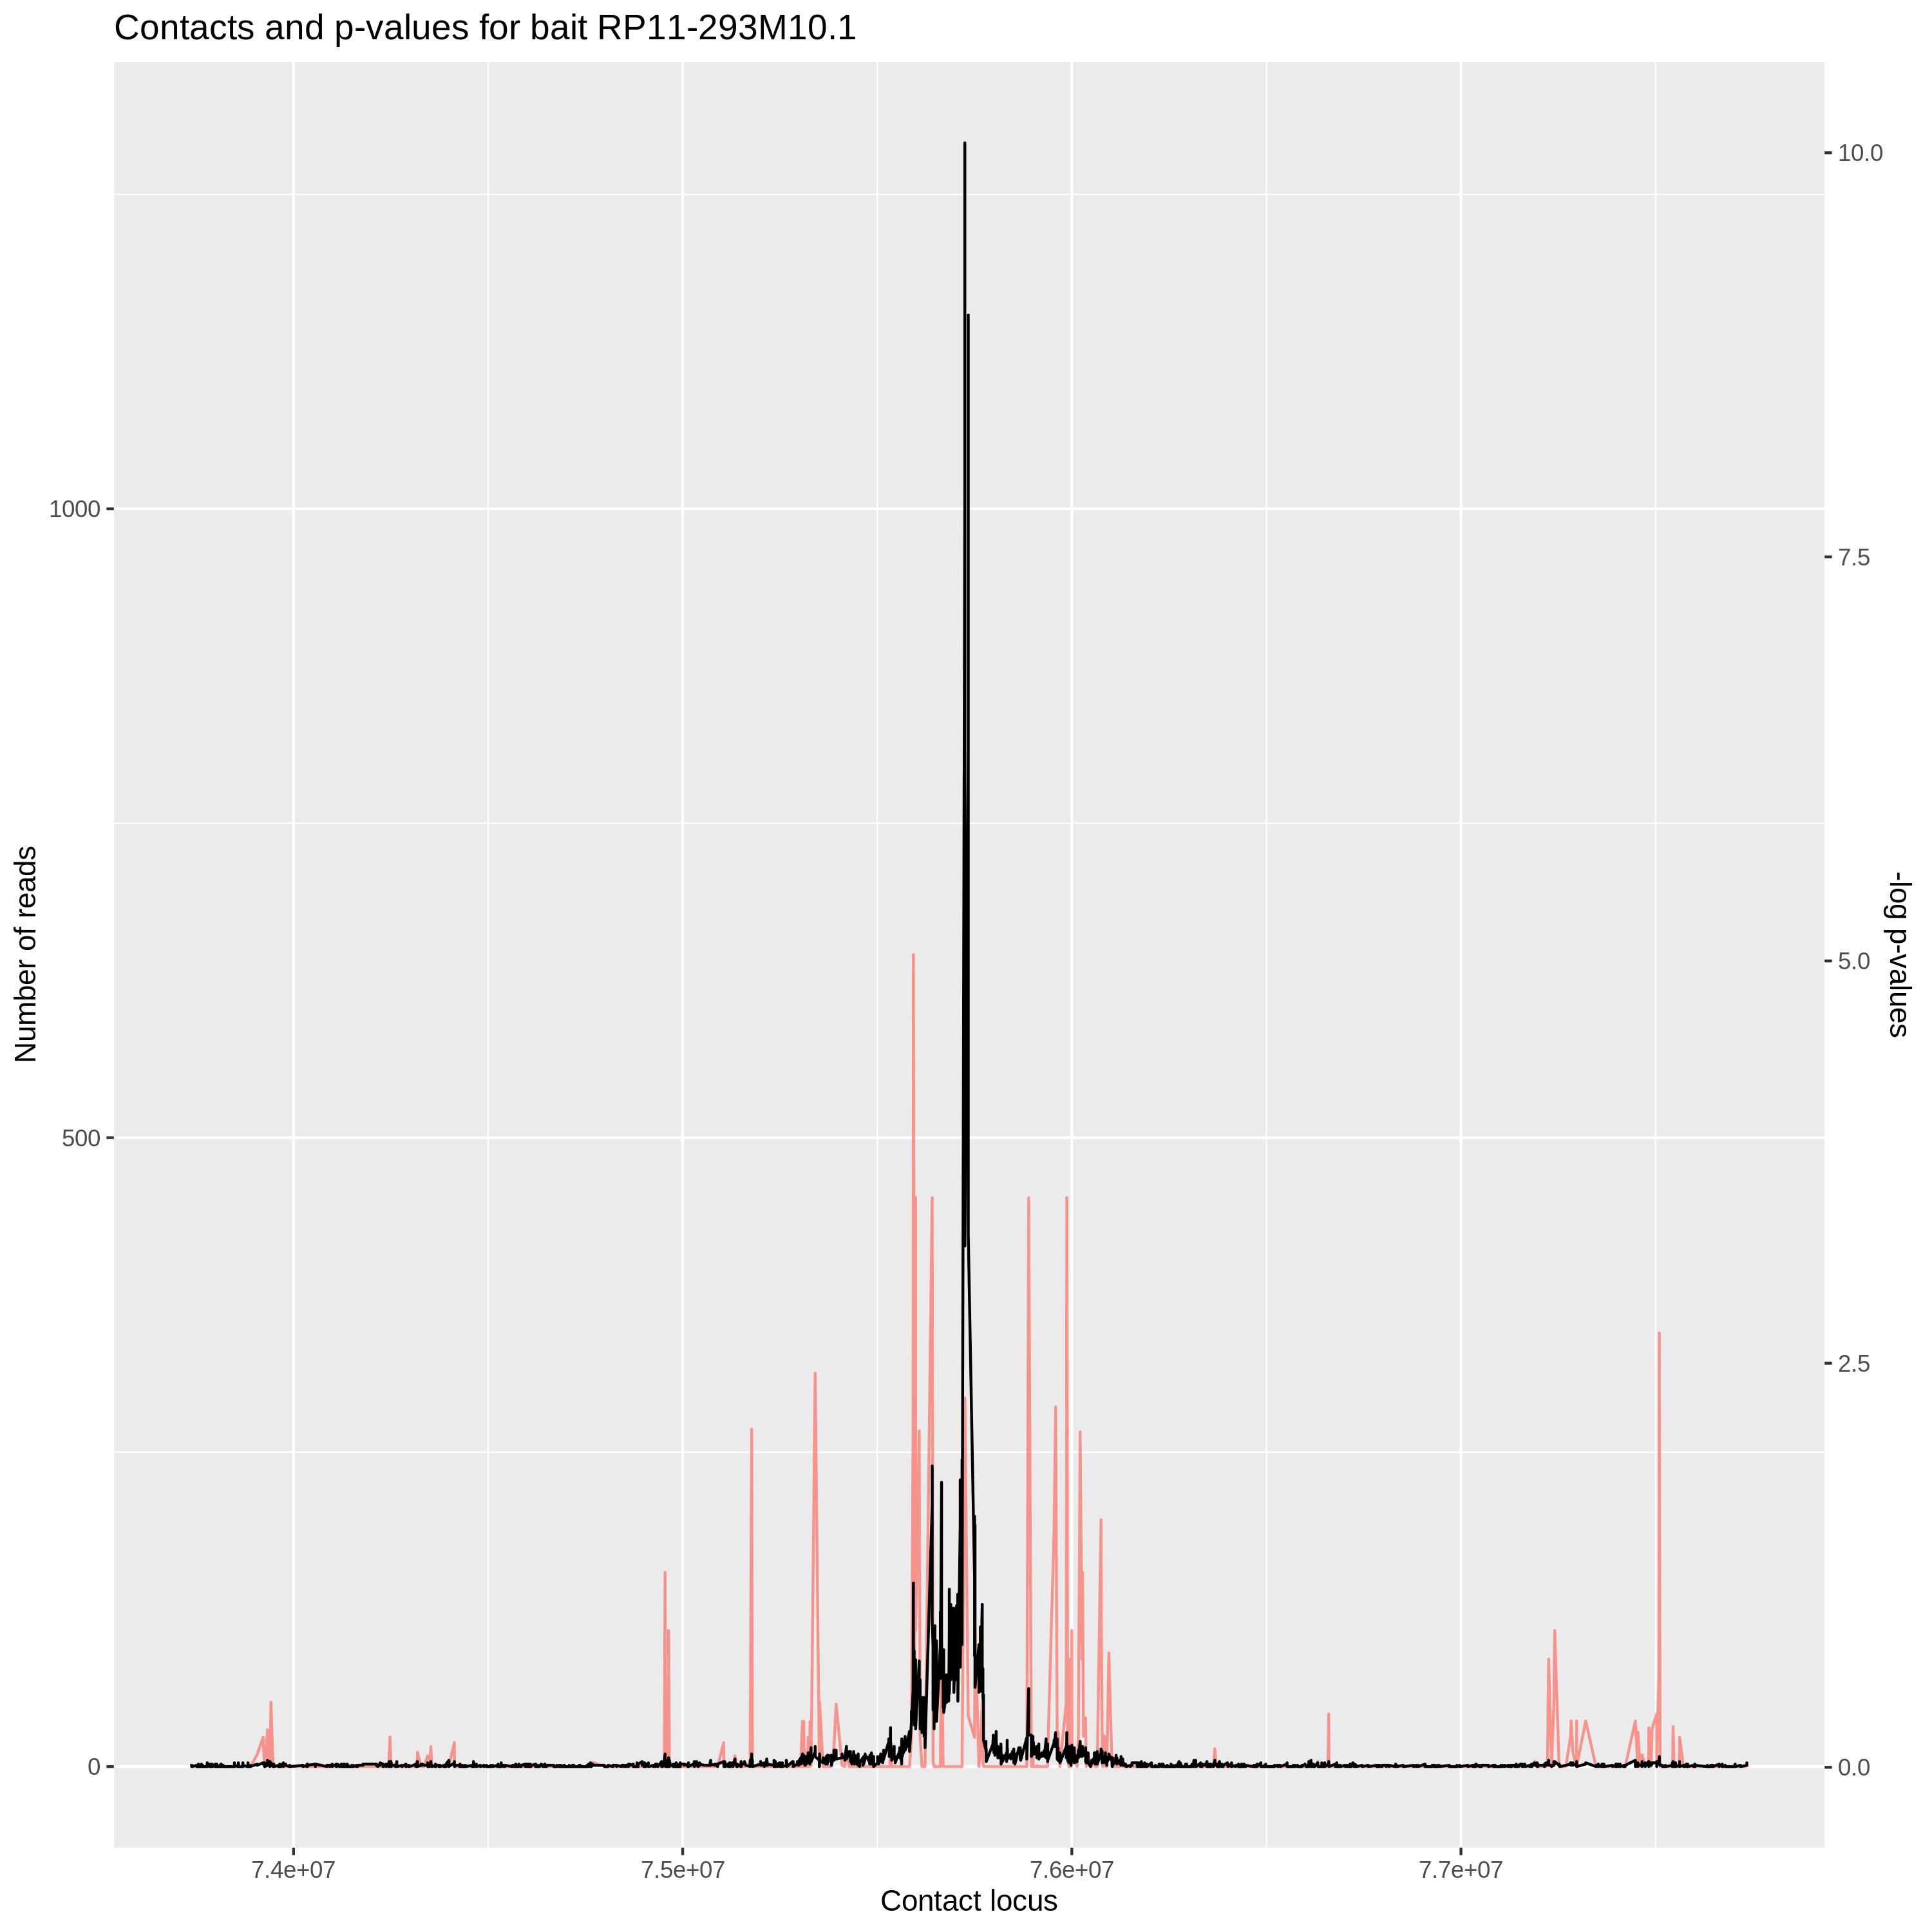 Contacts and p-values for bait RP11-293M10.1
10.0
1000
7.5
Number of reads
-log p-values
5.0
500
2.5
0
0.0
7.4e+07
7.5e+07
7.6e+07
7.7e+07
Contact locus